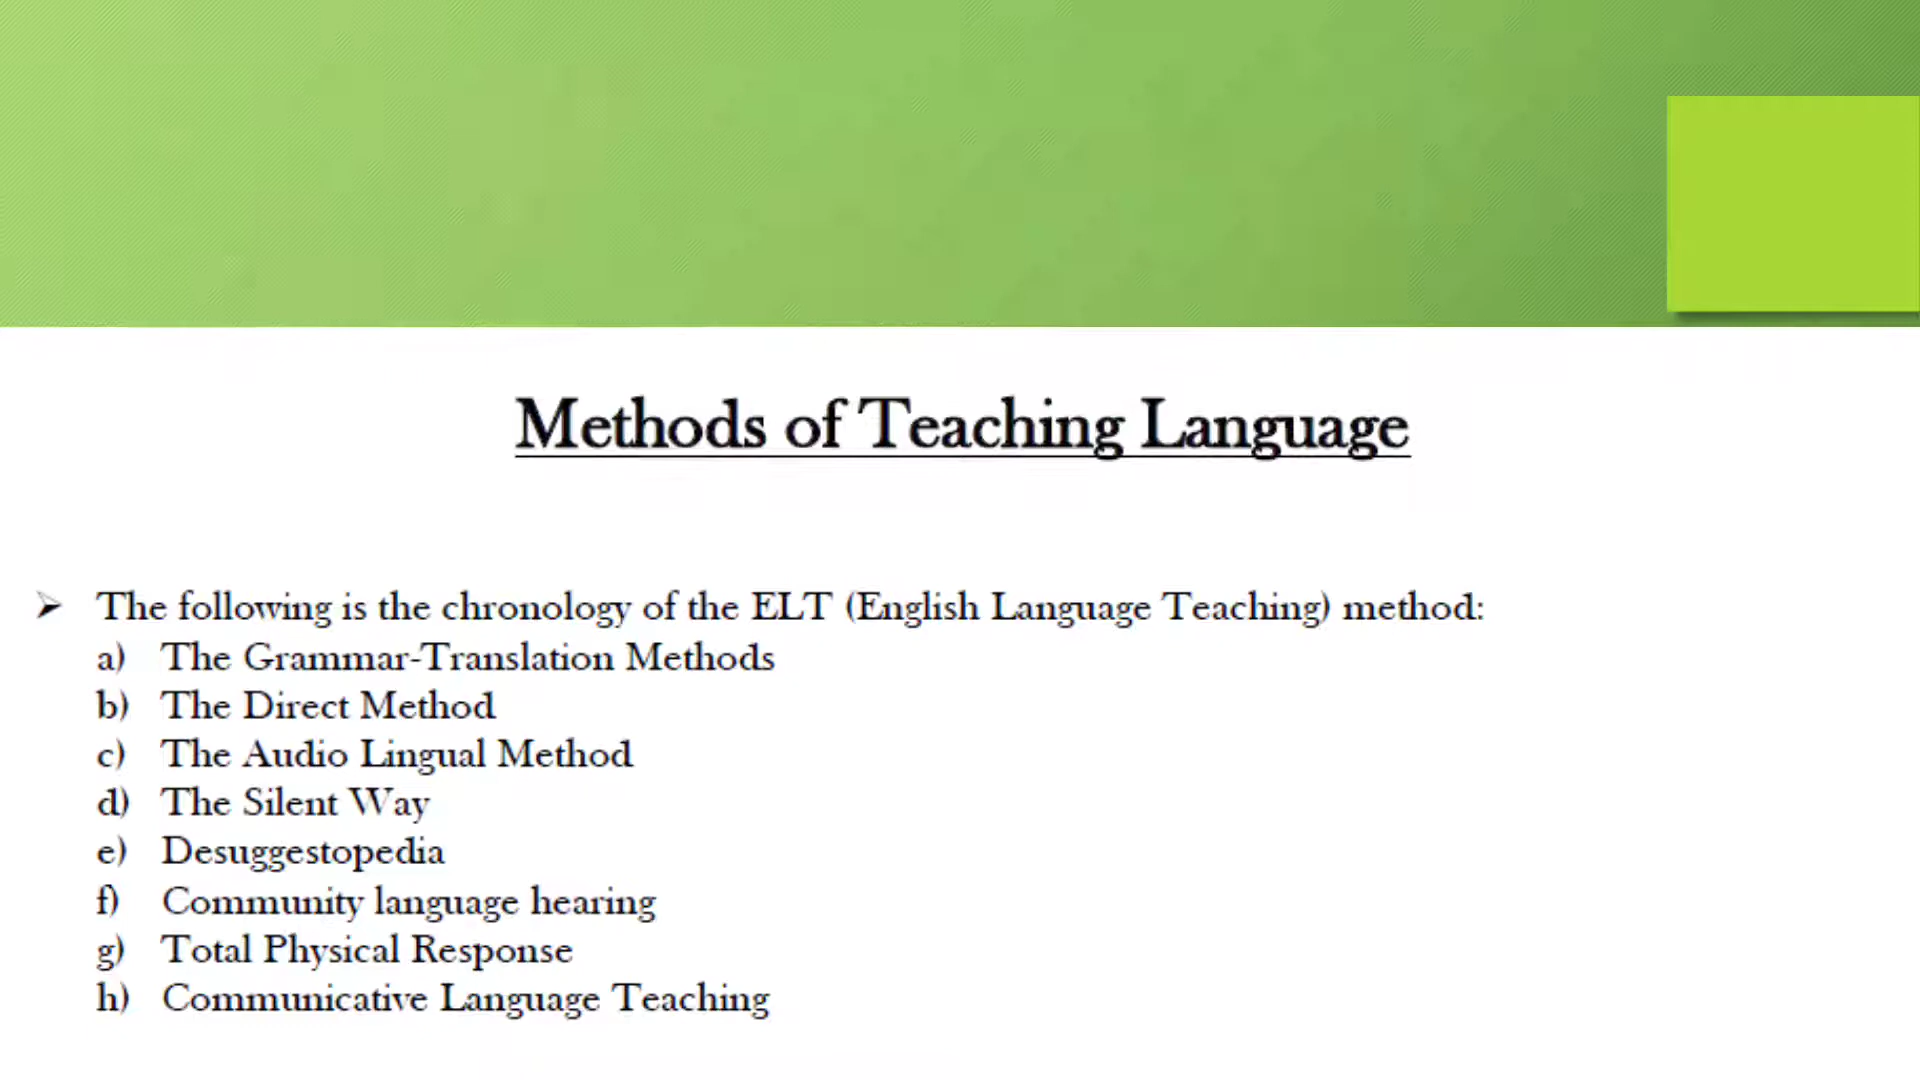 Methods of Teaching Language
➢ The following is the chronology of the ELT (English Language Teaching) method:
a) The Grammar-Translation Methods
b) The Direct Method
c) The Audio Lingual Method
d) The Silent Way
e) Desuggestopedia
f) Community language hearing
g) Total Physical Response
h) Communicative Language Teaching